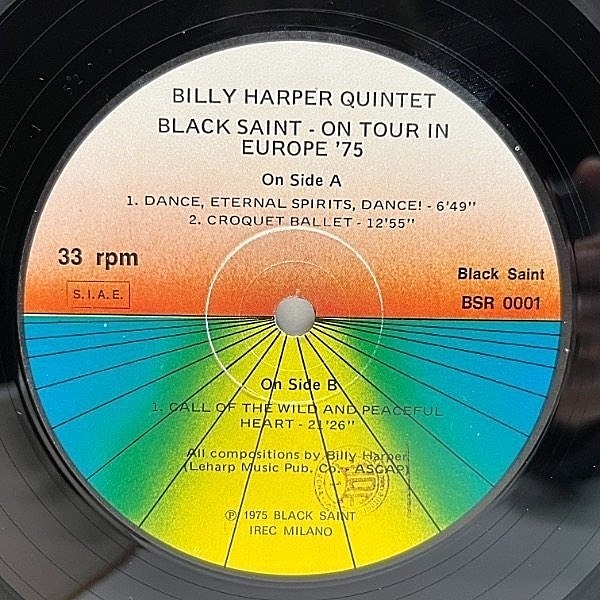 BILLY HARPER QUINTET
BLACK SAINT - ON TOUR IN
EUROPE '75
On Side A
1. DANCE, ETERNAL SPIRITS, DANCE! - 6'49"
2. CROQUET BALLET - 12'55"
33 rpm
S.I.A.E.
Black Saint
BSR 0001
On Side B
1. CALL OF THE WILD AND PEACEFUL
HEART - 21'26"
All compositions by Billy Harper
(Leharp Music Pub. Co. - ASCAP)
Ⓟ 1975 BLACK SAINT
IREC MILANO